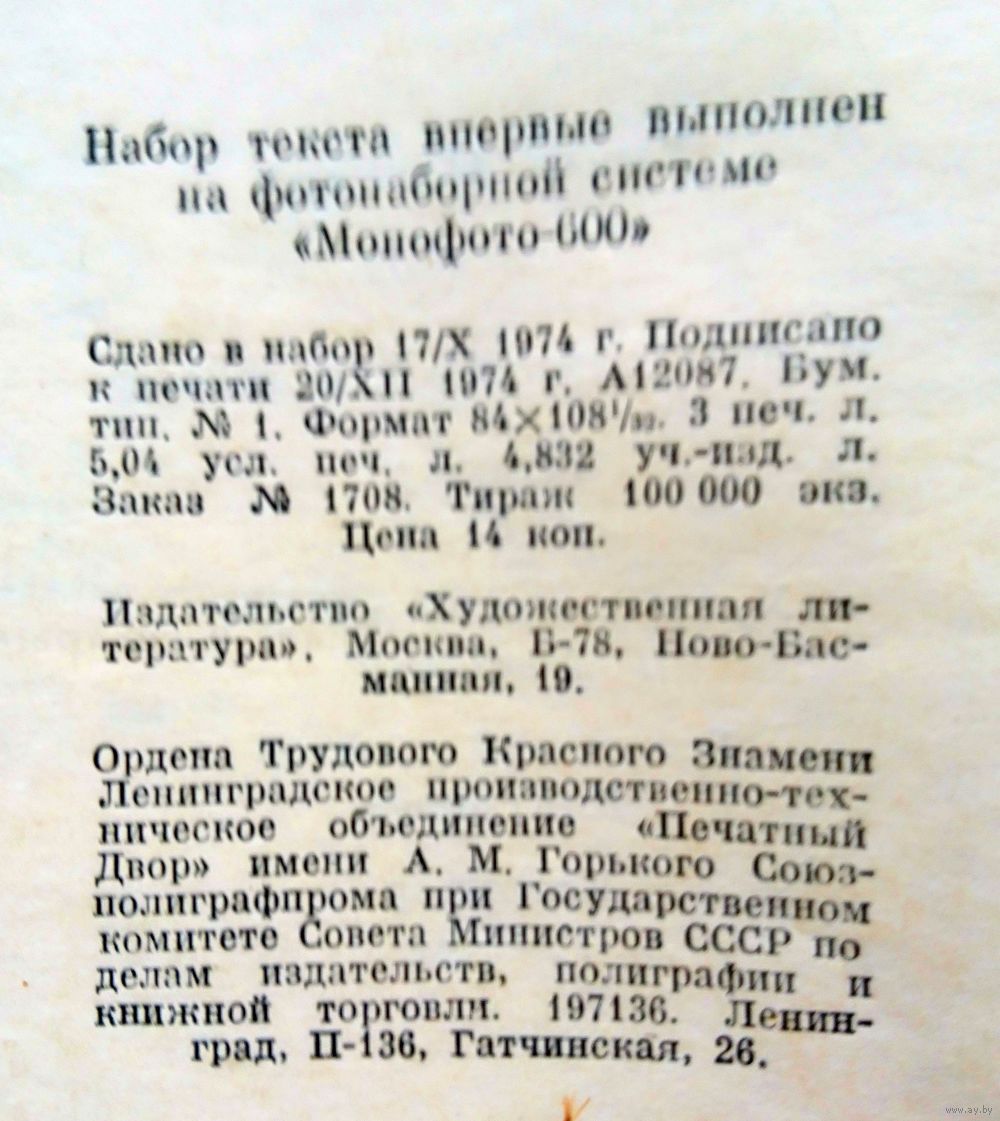 Набор текста впервые выполнен
на фотонаборной системе
«Монофото-600»
Сдано в набор 17/X 1974 г. Подписано
к печати 20/XII 1974 г. А12087. Бум.
тип. № 1. Формат 84×108¹/₃₂. 3 печ. л.
5,04 усл. печ. л. 4,832 уч.-изд. л.
Заказ № 1708. Тираж 100 000 экз.
Цена 14 коп.
Издательство «Художественная ли-
тература». Москва, Б-78, Ново-Бас-
манная, 19.
Ордена Трудового Красного Знамени
Ленинградское производственно-тех-
ническое объединение «Печатный
Двор» имени А. М. Горького Союз-
полиграфпрома при Государственном
комитете Совета Министров СССР по
делам издательств, полиграфии и
книжной торговли. 197136. Ленин-
град, П-136, Гатчинская, 26.
www.ay.by